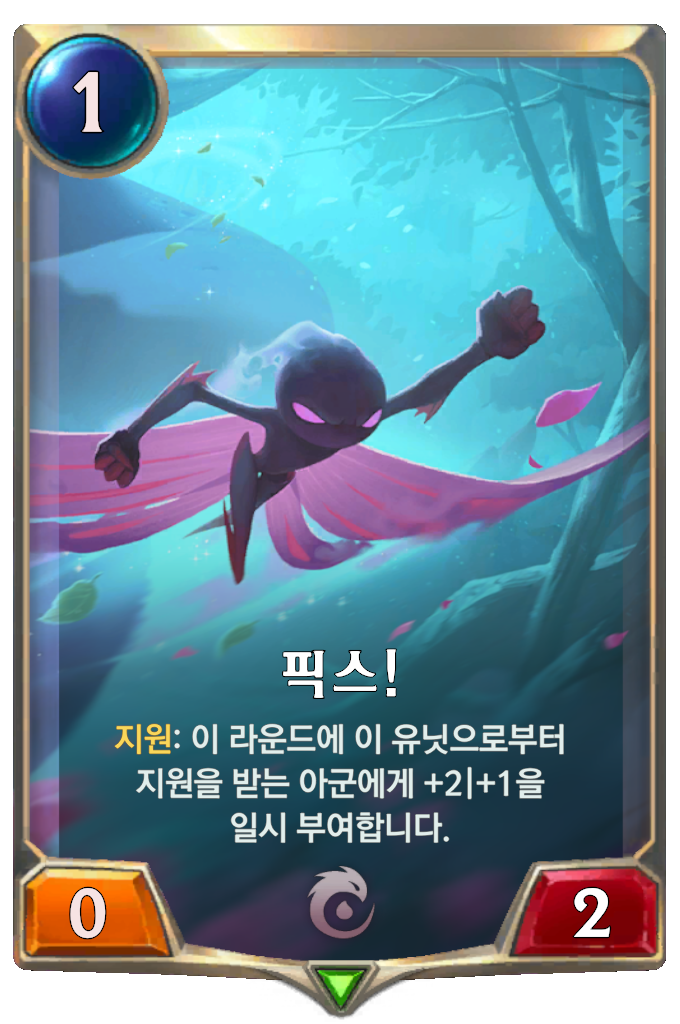 1
픽스!
지원: 이 라운드에 이 유닛으로부터
지원을 받는 아군에게 +2|+1을
일시 부여합니다.
0
2